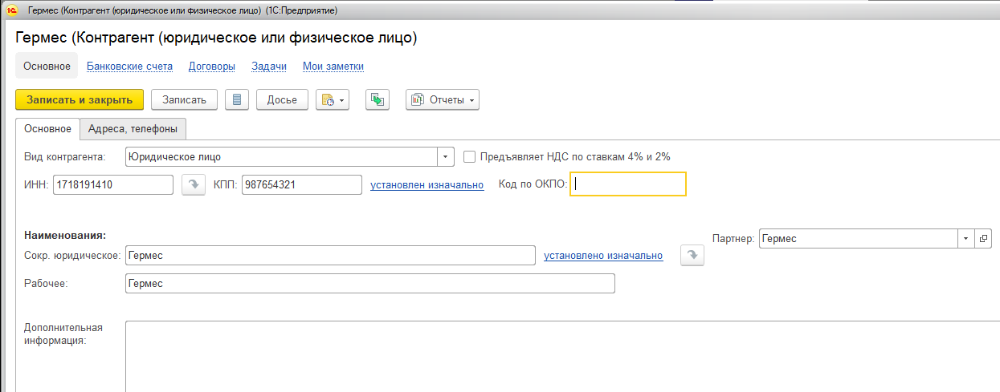 1С Гермес (Контрагент (юридическое или физическое лицо) (1С:Предприятие)
Гермес (Контрагент (юридическое или физическое лицо)
Основное Банковские счета Договоры Задачи Мои заметки
Записать и закрыть Записать Досье Отчеты
Основное Адреса, телефоны
Вид контрагента: Юридическое лицо Предъявляет НДС по ставкам 4% и 2%
ИНН: 1718191410 КПП: 987654321 установлен изначально Код по ОКПО:
Наименования:
Партнер: Гермес
Сокр. юридическое: Гермес установлено изначально
Рабочее: Гермес
Дополнительная
информация: